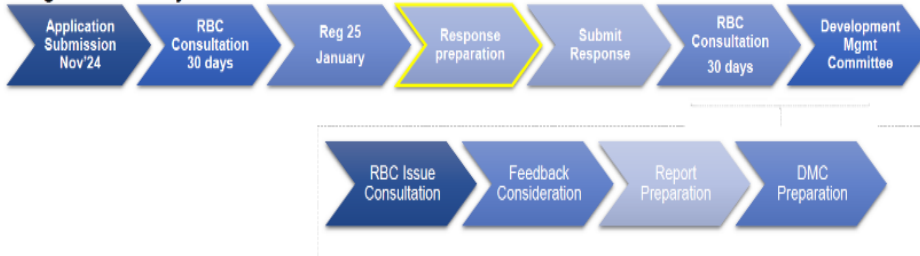 Application
Submission
Nov'24
RBC
Consultation
30 days
Reg 25
January
Response
preparation
Submit
Response
RBC
Consultation
30 days
Development
Mgmt
Committee
RBC Issue
Consultation
Feedback
Consideration
Report
Preparation
DMC
Preparation